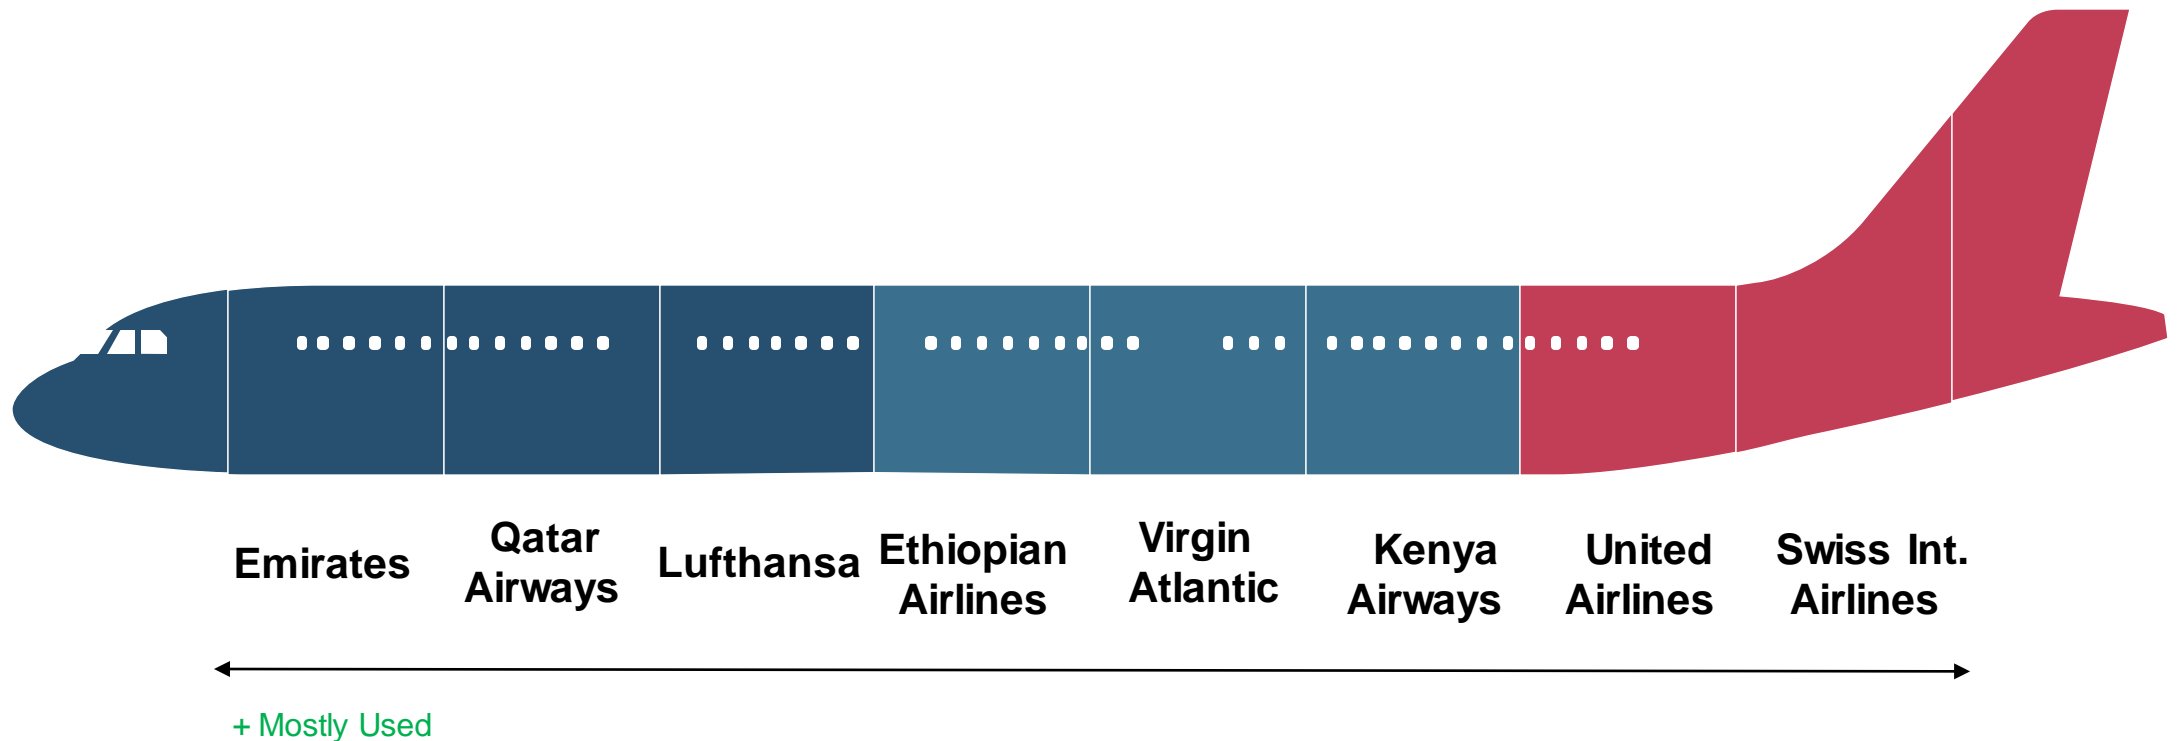 Emirates
Qatar
Airways
Lufthansa
Ethiopian
Airlines
Virgin
Atlantic
Kenya
Airways
United
Airlines
Swiss Int.
Airlines
+ Mostly Used